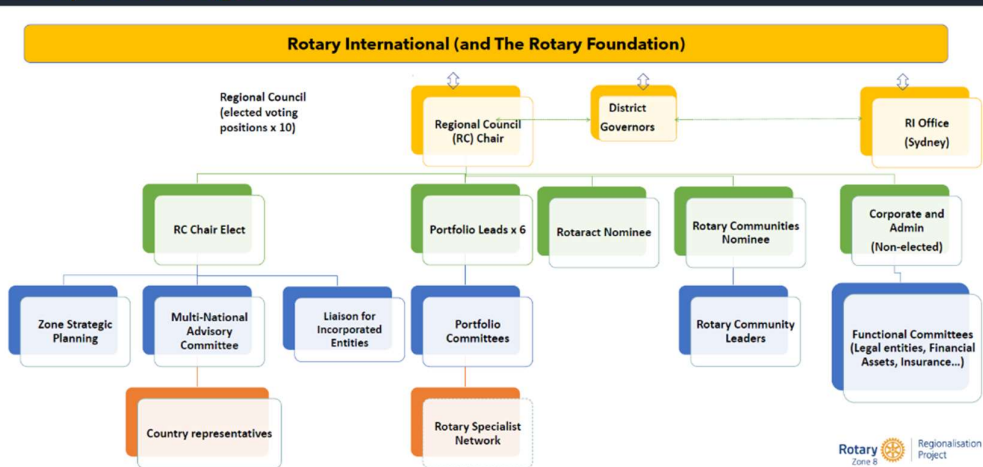 Rotary International (and The Rotary Foundation)
Regional Council
(elected voting
positions x 10)
Regional Council
(RC) Chair
District
Governors
RI Office
(Sydney)
RC Chair Elect
Portfolio Leads x 6
Rotaract Nominee
Rotary Communities
Nominee
Corporate and
Admin
(Non-elected)
Zone Strategic
Planning
Multi-National
Advisory
Committee
Liaison for
Incorporated
Entities
Portfolio
Committees
Rotary Community
Leaders
Functional Committees
(Legal entities, Financial
Assets, Insurance...)
Country representatives
Rotary Specialist
Network
Rotary
Zone 8
Regionalisation
Project